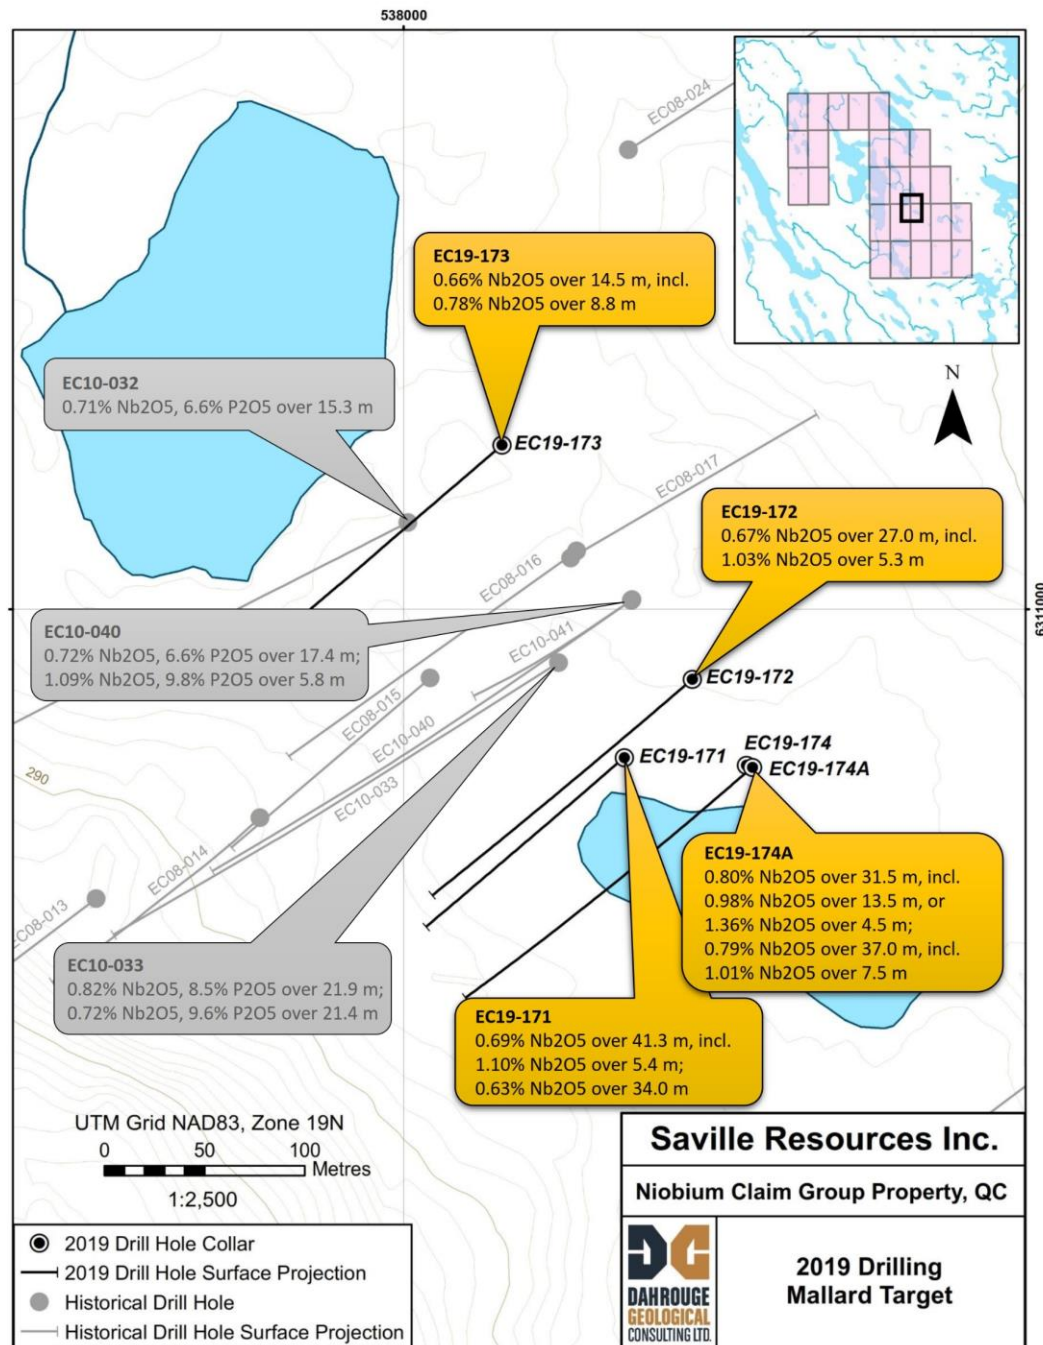 538000
EC08-024
EC19-173
0.66% Nb2O5 over 14.5 m, incl.
0.78% Nb2O5 over 8.8 m
EC10-032
0.71% Nb2O5, 6.6% P2O5 over 15.3 m
N
EC19-173
EC08-017
EC19-172
0.67% Nb2O5 over 27.0 m, incl.
1.03% Nb2O5 over 5.3 m
EC08-016
6311000
EC10-040
0.72% Nb2O5, 6.6% P2O5 over 17.4 m;
1.09% Nb2O5, 9.8% P2O5 over 5.8 m
EC10-041
EC19-172
EC08-015
EC10-040
EC19-174
EC19-171
EC19-174A
290
EC10-033
EC19-174A
0.80% Nb2O5 over 31.5 m, incl.
0.98% Nb2O5 over 13.5 m, or
1.36% Nb2O5 over 4.5 m;
0.79% Nb2O5 over 37.0 m, incl.
1.01% Nb2O5 over 7.5 m
EC08-014
EC08-013
EC10-033
0.82% Nb2O5, 8.5% P2O5 over 21.9 m;
0.72% Nb2O5, 9.6% P2O5 over 21.4 m
EC19-171
0.69% Nb2O5 over 41.3 m, incl.
1.10% Nb2O5 over 5.4 m;
0.63% Nb2O5 over 34.0 m
UTM Grid NAD83, Zone 19N
0 50 100
Metres
1:2,500
2019 Drill Hole Collar
2019 Drill Hole Surface Projection
Historical Drill Hole
Historical Drill Hole Surface Projection
Saville Resources Inc.
Niobium Claim Group Property, QC
DAHROUGE
GEOLOGICAL
CONSULTING LTD.
2019 Drilling
Mallard Target